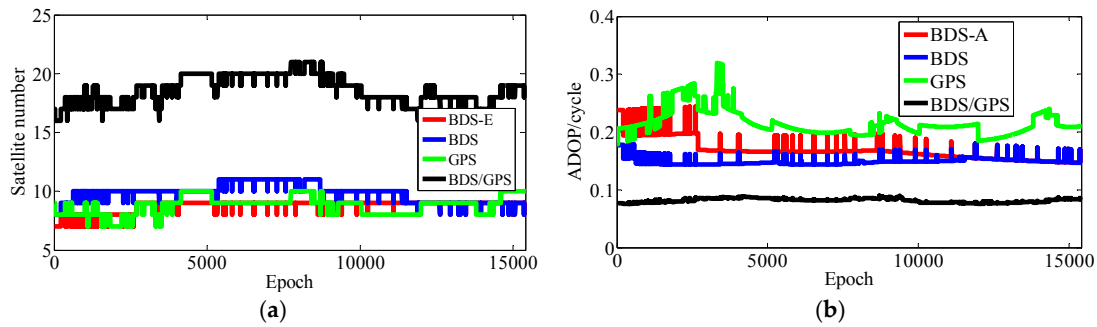 25
20
15
10
5
Satellite number
BDS-E
BDS
GPS
BDS/GPS
0
5000
10000
15000
Epoch
(a)
0.4
0.3
0.2
0.1
0
ADOP/cycle
BDS-A
BDS
GPS
BDS/GPS
0
5000
10000
15000
Epoch
(b)